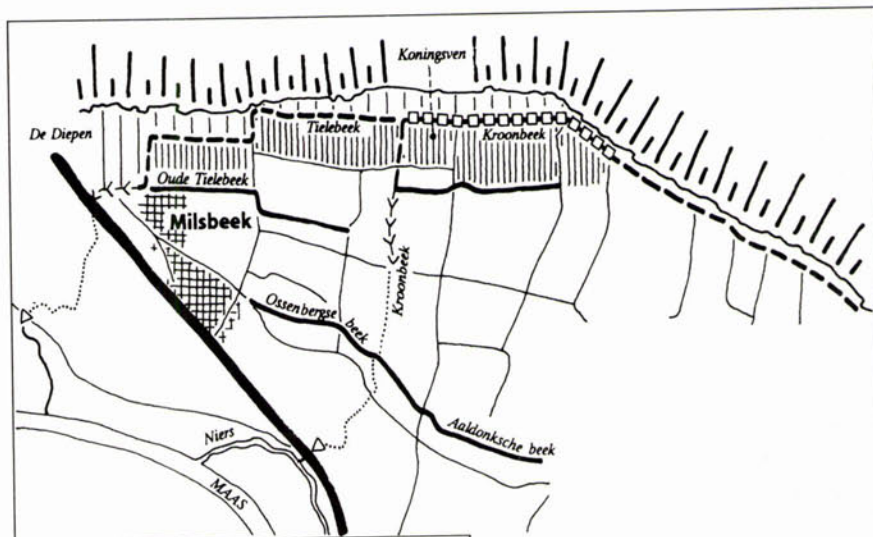 Koningsven
De Diepen
Tielebeek
Kroonbeek
Oude Tielebeek
Milsbeek
Kroonbeek
Ossenbergse beek
Aaldonksche beek
Niers
MAAS